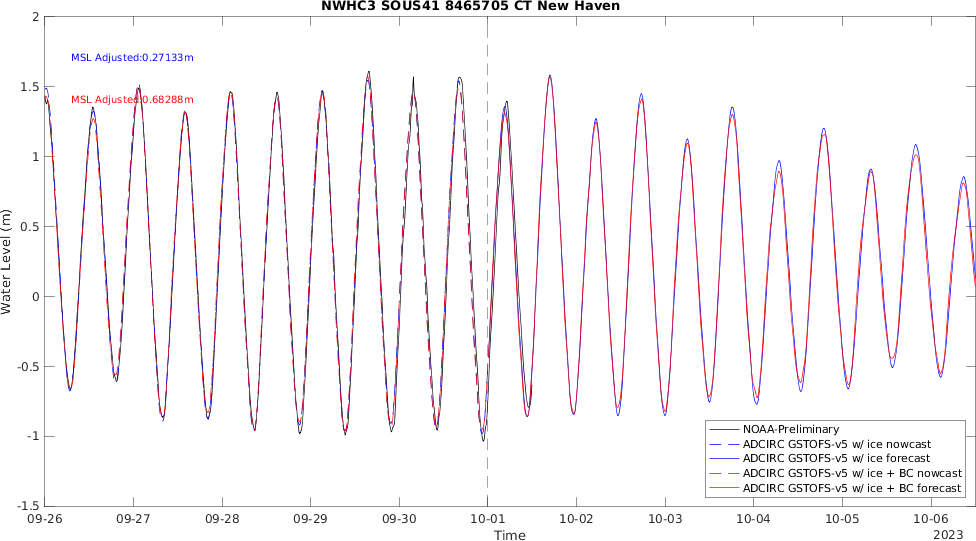 NWHC3 SOUS41 8465705 CT New Haven
2
MSL Adjusted:0.27133m
1.5
MSL Adjusted:0.68288m
1
0.5
Water Level (m)
0
-0.5
-1
NOAA-Preliminary
ADCIRC GSTOFS-v5 w/ ice nowcast
ADCIRC GSTOFS-v5 w/ ice forecast
ADCIRC GSTOFS-v5 w/ ice + BC nowcast
ADCIRC GSTOFS-v5 w/ ice + BC forecast
-1.5
09-26 09-27 09-28 09-29 09-30 10-01 10-02 10-03 10-04 10-05 10-06
Time 2023